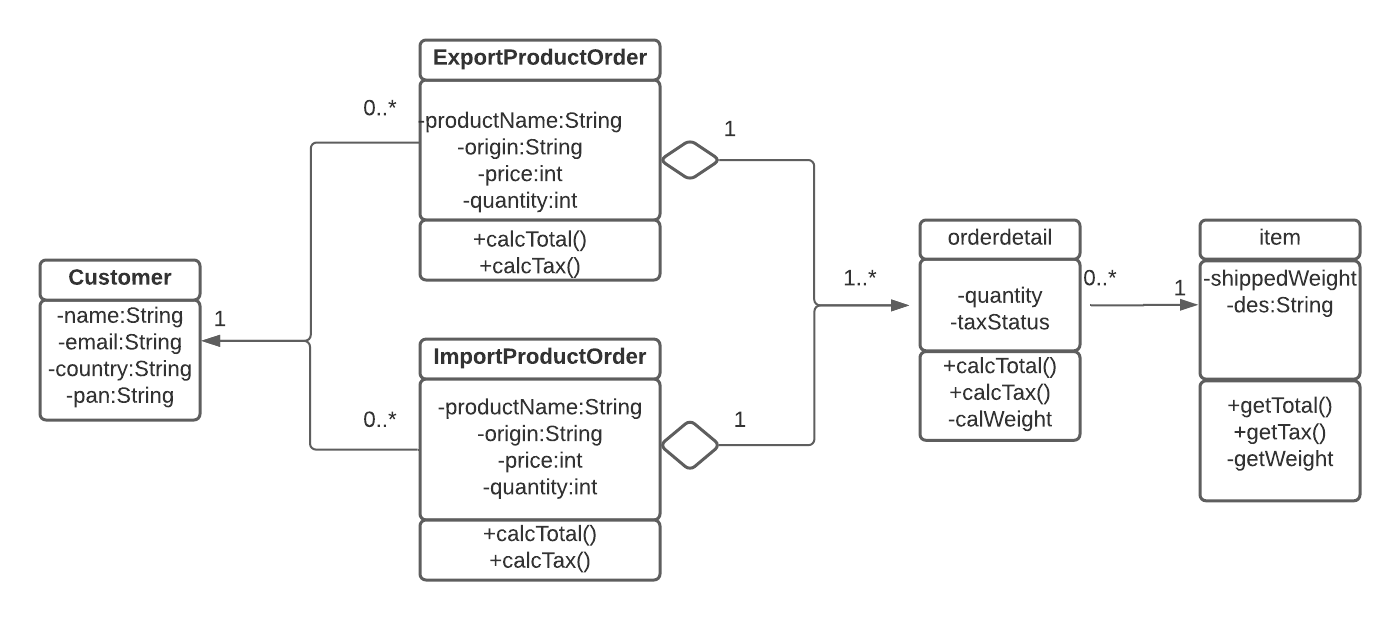 ExportProductOrder
0..*
-productName:String
-origin:String
-price:int
-quantity:int
+calcTotal()
+calcTax()
1
Customer
-name:String
-email:String
-country:String
-pan:String
1
ImportProductOrder
0..*
-productName:String
-origin:String
-price:int
-quantity:int
+calcTotal()
+calcTax()
1
1..*
orderdetail
-quantity
-taxStatus
+calcTotal()
+calcTax()
-calWeight
0..*
1
item
-shippedWeight
-des:String
+getTotal()
+getTax()
-getWeight